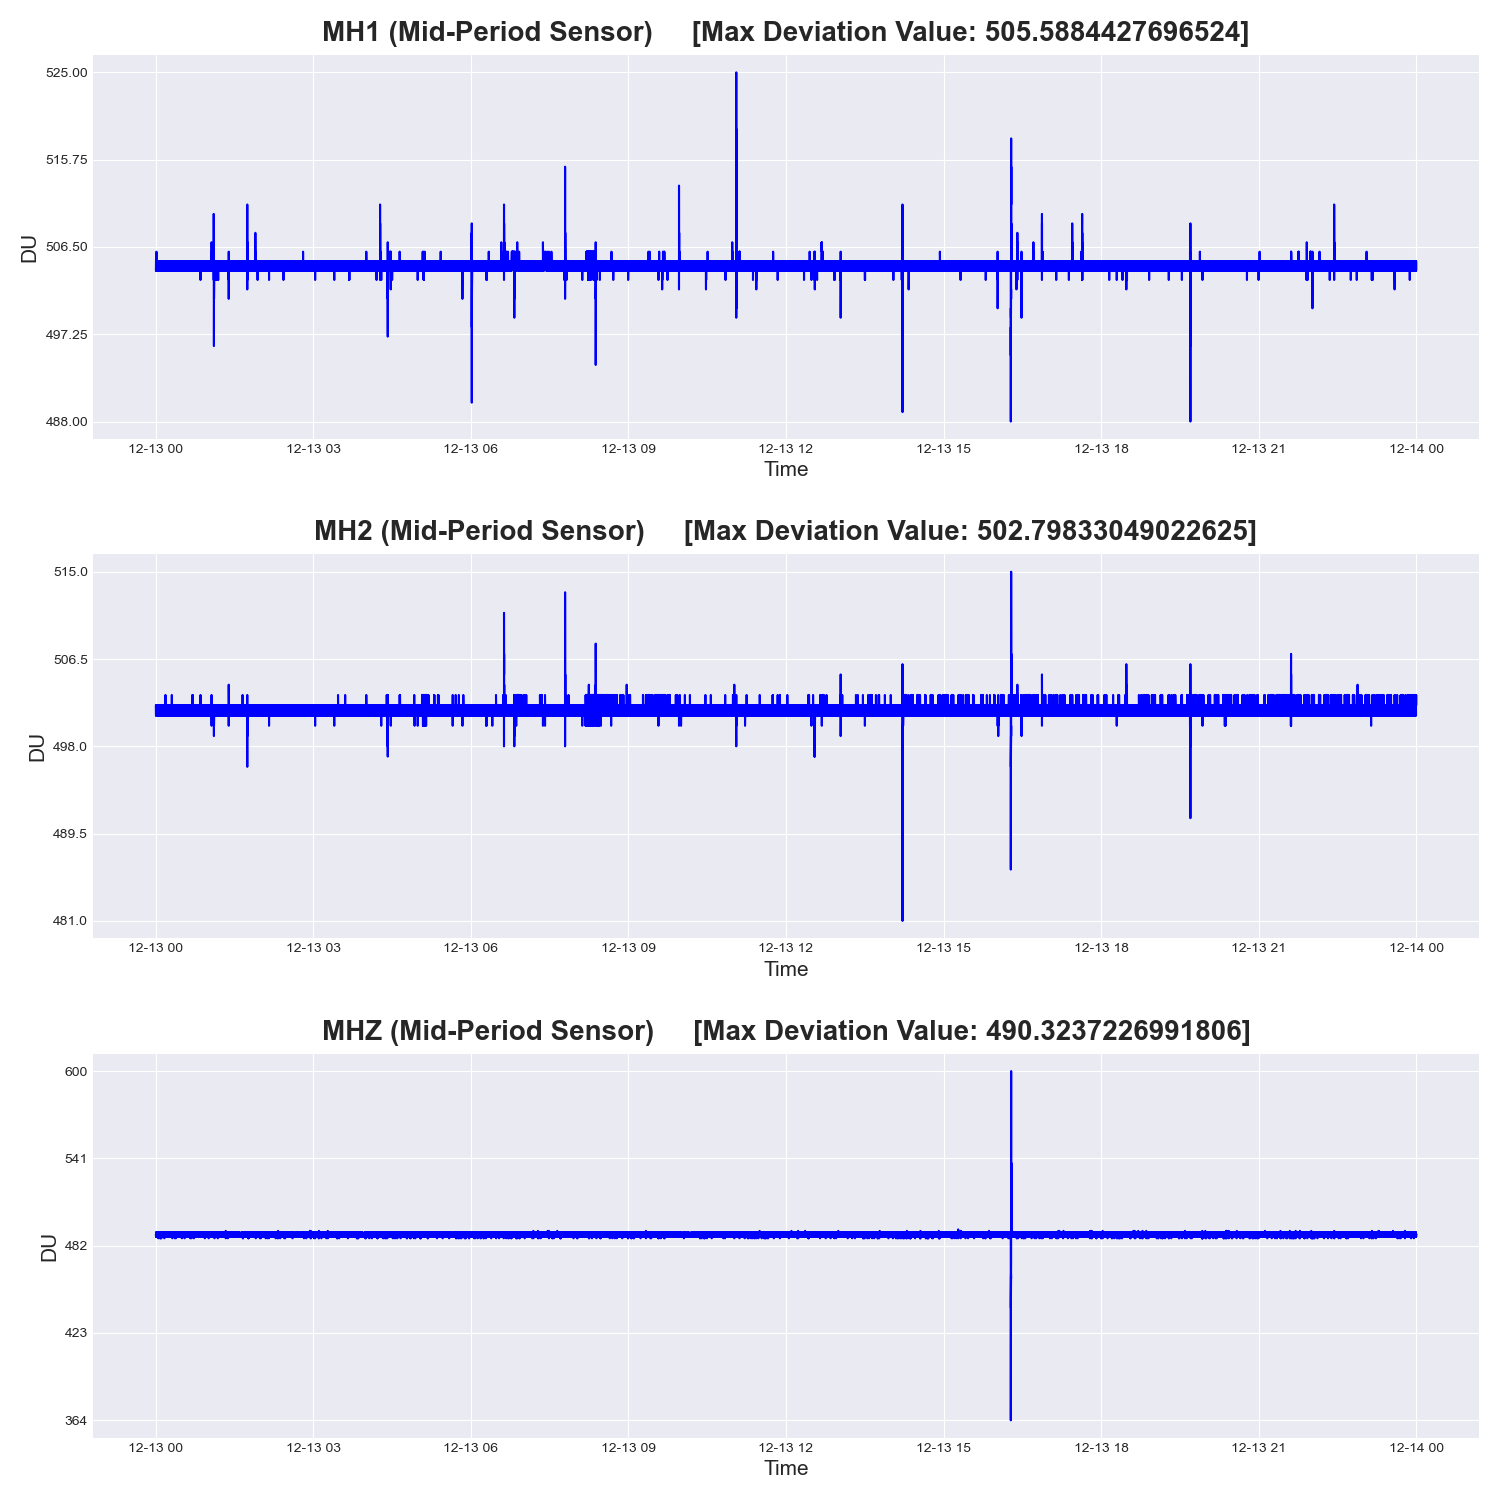 MH1 (Mid-Period Sensor) [Max Deviation Value: 505.5884427696524]
525.00
515.75
506.50
497.25
488.00
DU
12-13 00 12-13 03 12-13 06 12-13 09 12-13 12 12-13 15 12-13 18 12-13 21 12-14 00
Time
MH2 (Mid-Period Sensor) [Max Deviation Value: 502.79833049022625]
515.0
506.5
498.0
489.5
481.0
DU
12-13 00 12-13 03 12-13 06 12-13 09 12-13 12 12-13 15 12-13 18 12-13 21 12-14 00
Time
MHZ (Mid-Period Sensor) [Max Deviation Value: 490.3237226991806]
600
541
482
423
364
DU
12-13 00 12-13 03 12-13 06 12-13 09 12-13 12 12-13 15 12-13 18 12-13 21 12-14 00
Time